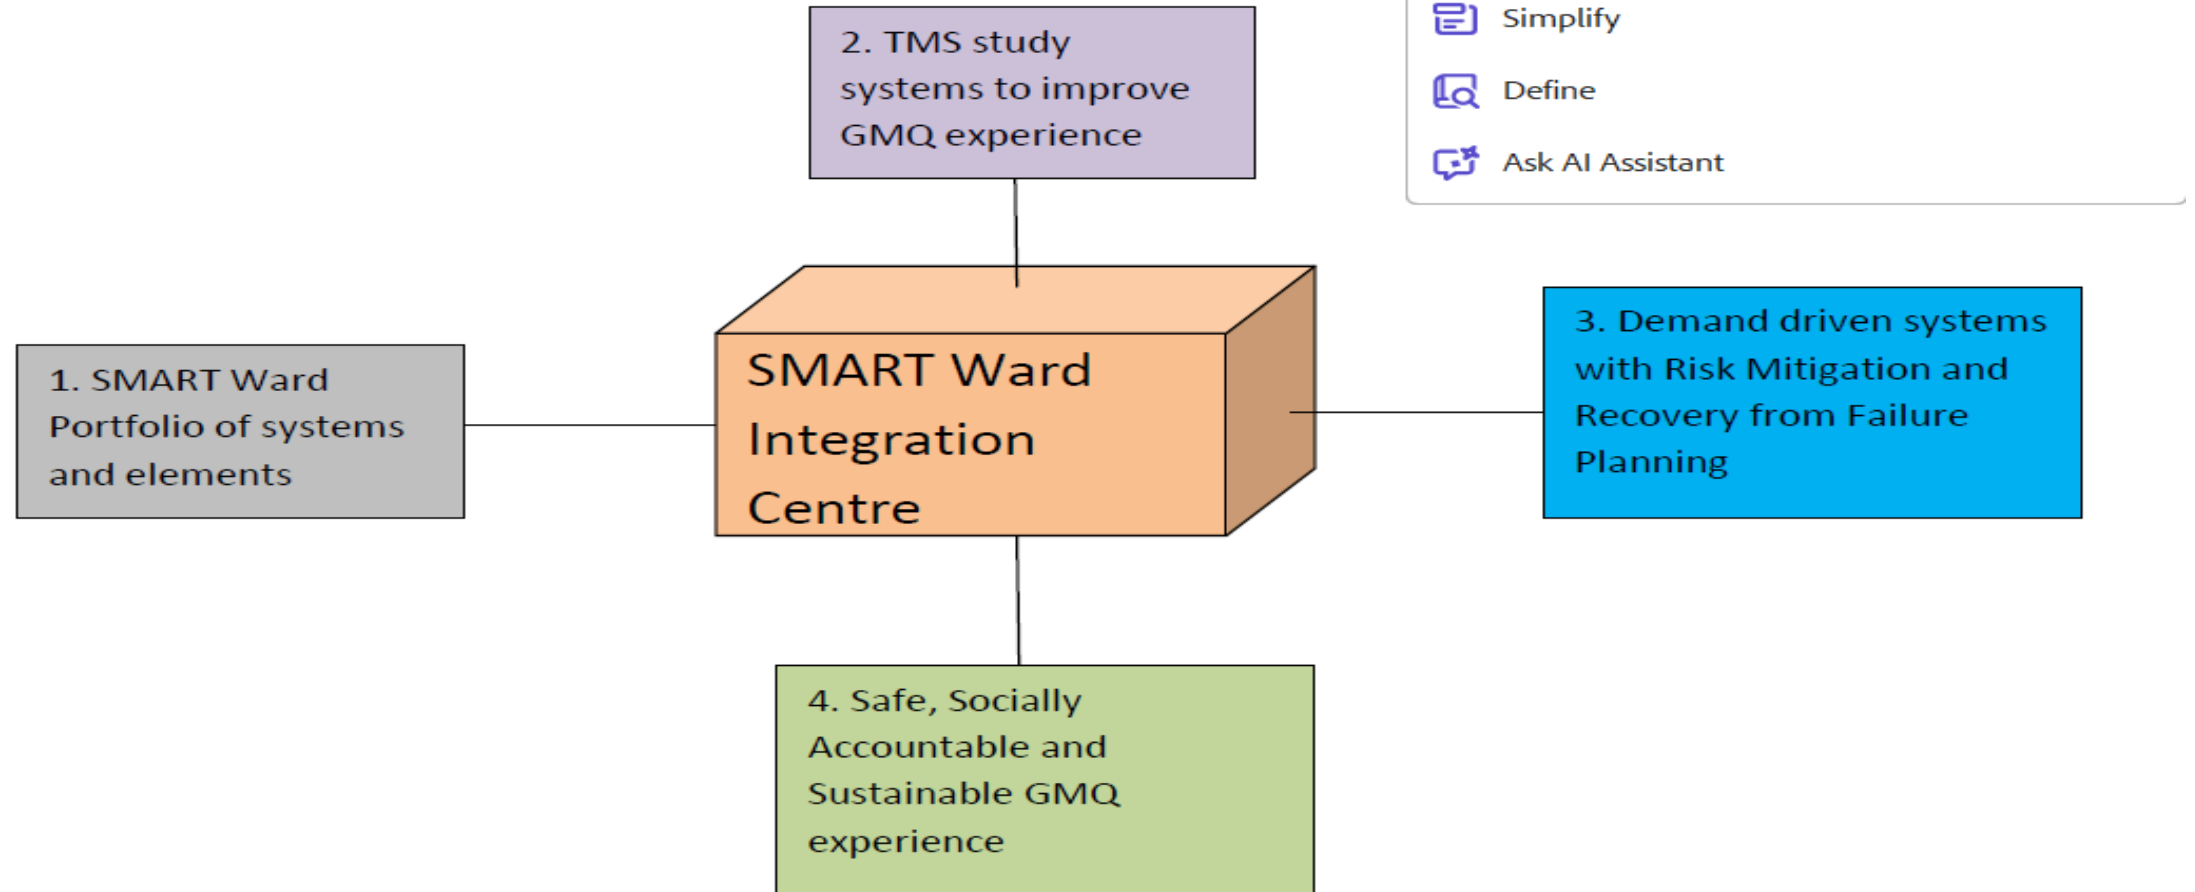 2. TMS study
systems to improve
GMQ experience
Simplify
Define
Ask AI Assistant
1. SMART Ward
Portfolio of systems
and elements
SMART Ward
Integration
Centre
3. Demand driven systems
with Risk Mitigation and
Recovery from Failure
Planning
4. Safe, Socially
Accountable and
Sustainable GMQ
experience